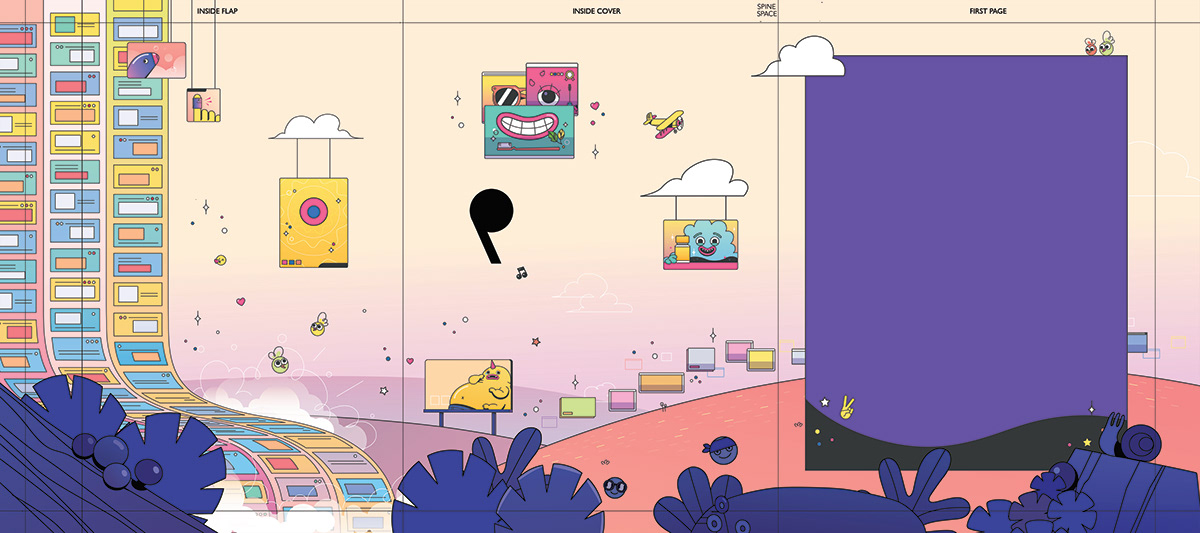 INSIDE FLAP
INSIDE COVER
SPINE
SPACE
FIRST PAGE